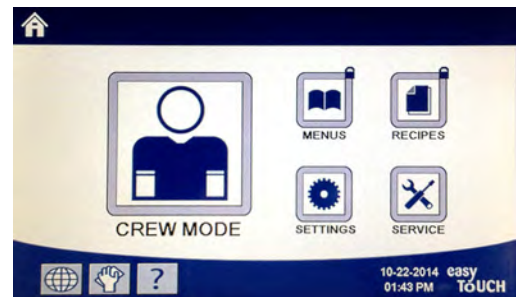 MENUS
RECIPES
CREW MODE
SETTINGS
SERVICE
?
10-22-2014
01:43 PM
easy
TOUCH